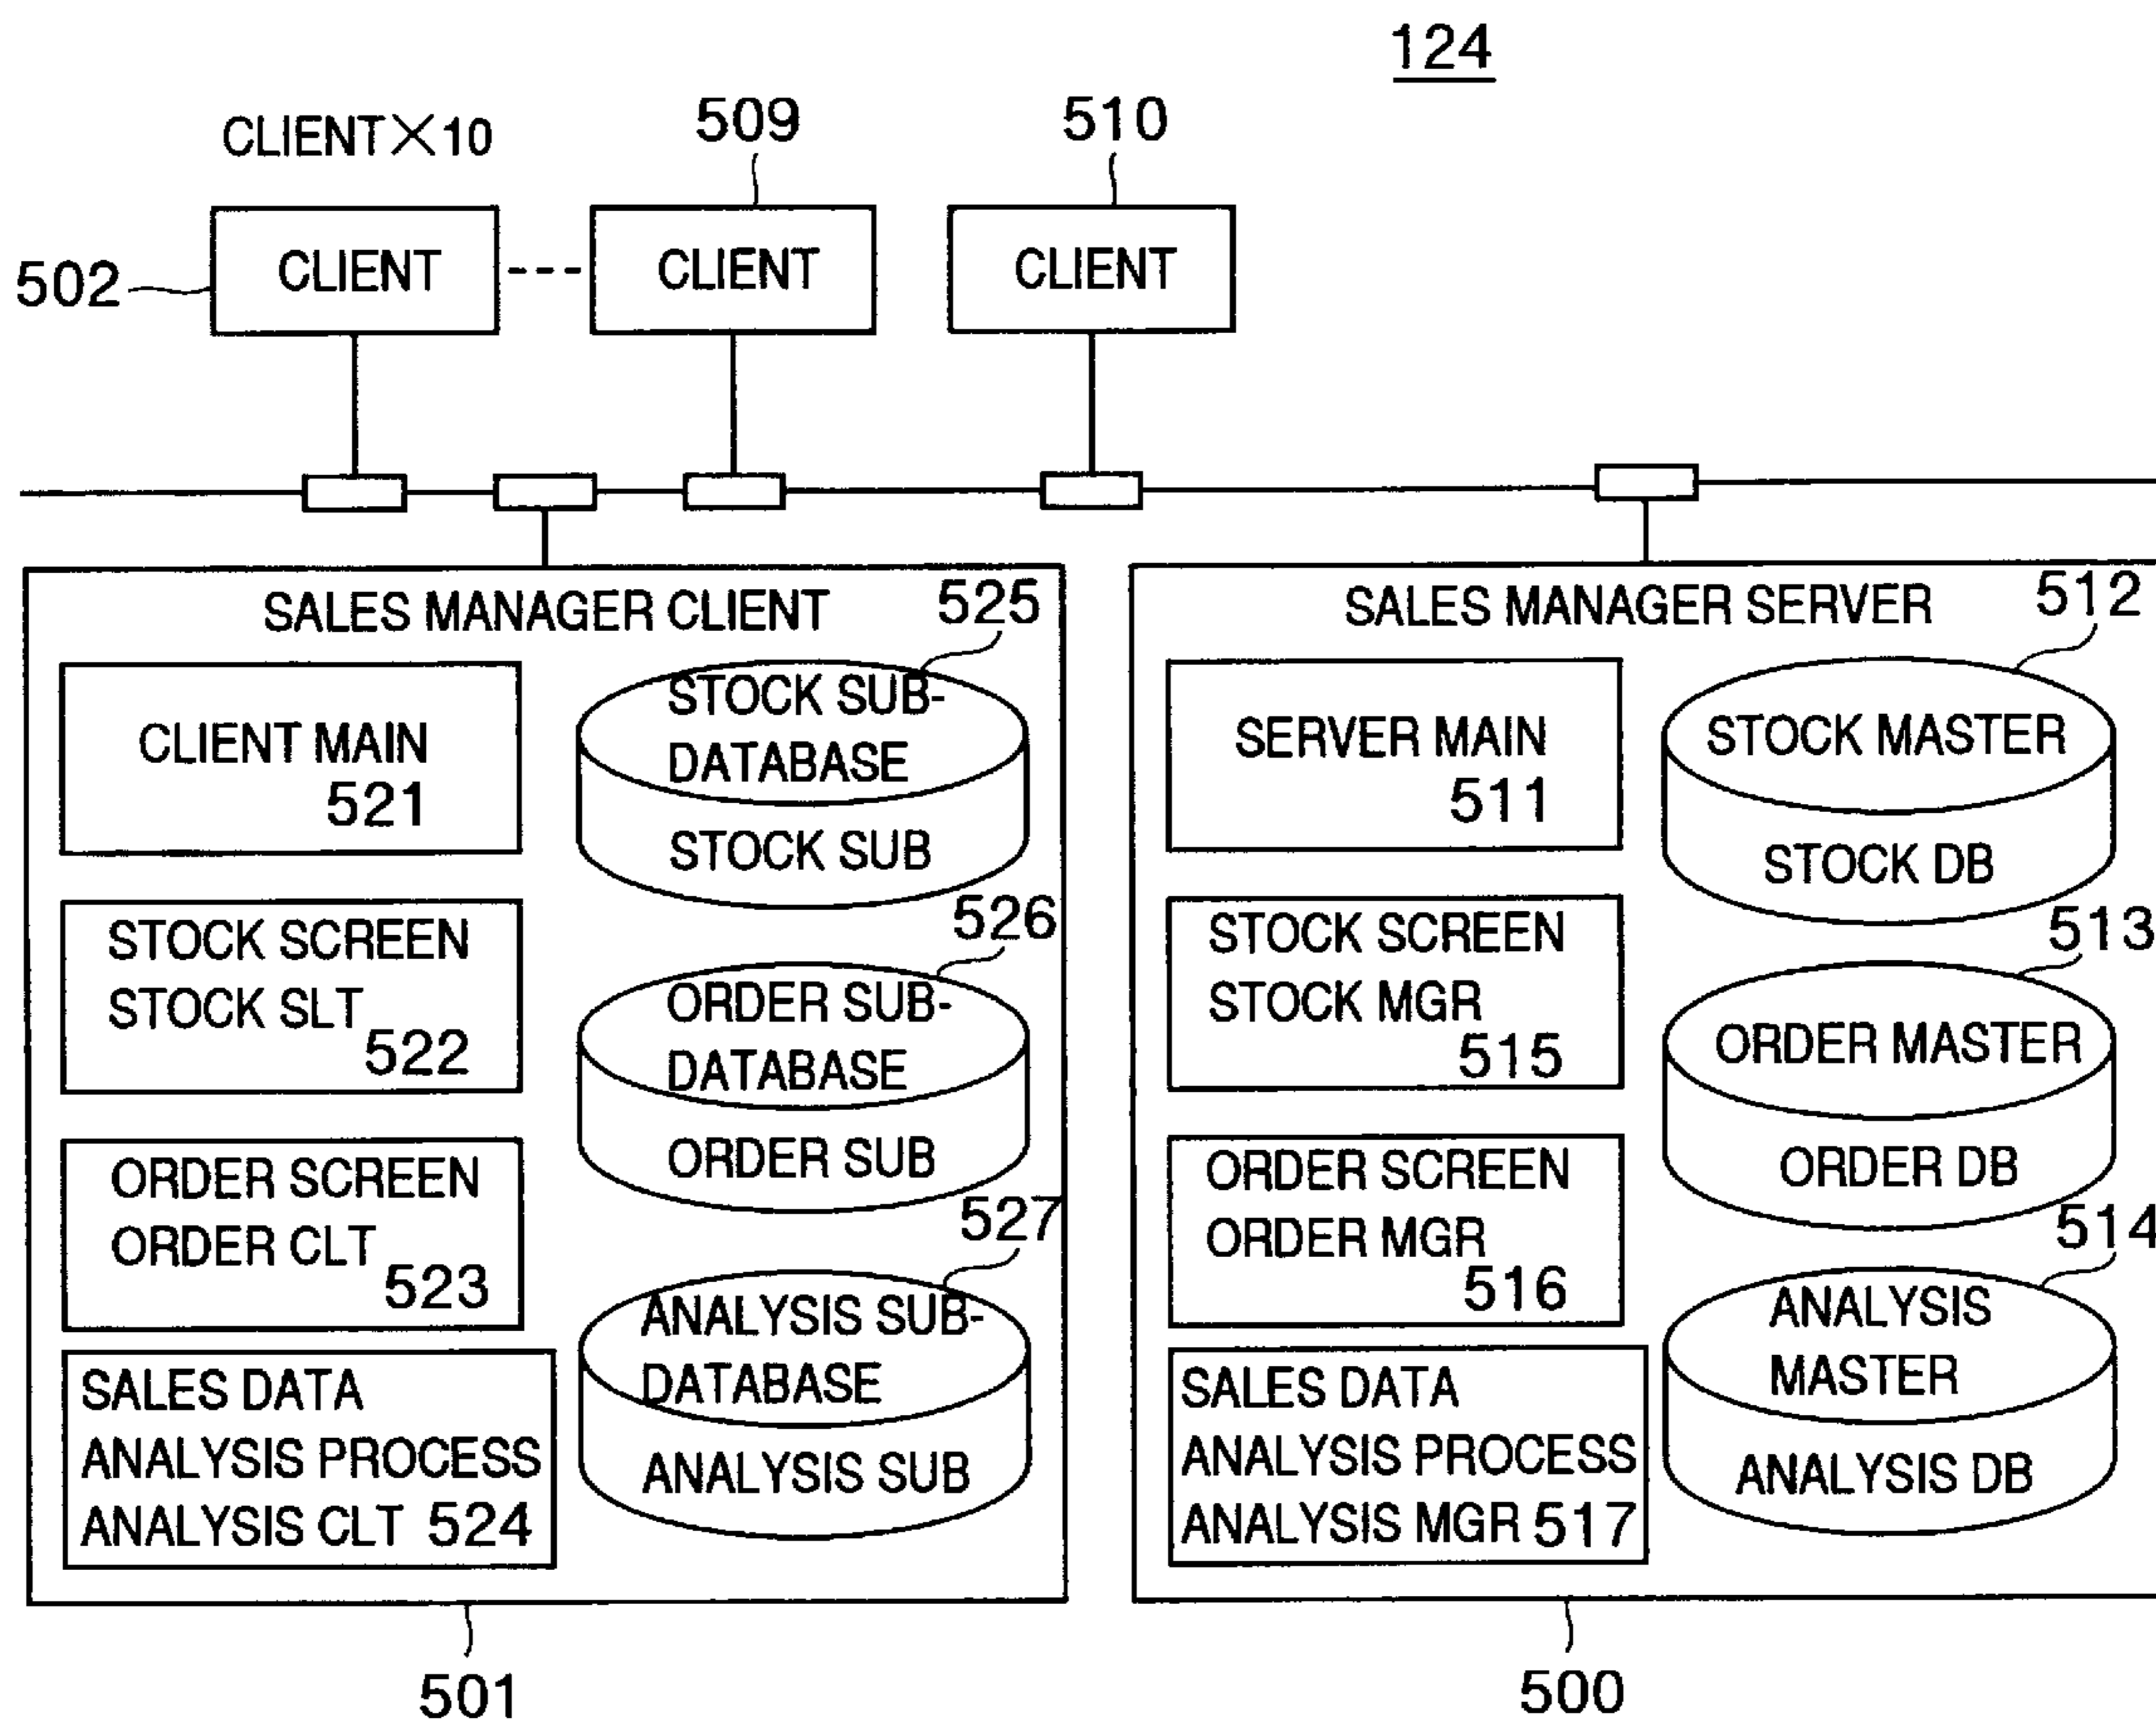 124
CLIENT×10
509
510
502
CLIENT
CLIENT
CLIENT
SALES MANAGER CLIENT
525
CLIENT MAIN
521
STOCK SUB-
DATABASE
STOCK SUB
STOCK SCREEN
STOCK SLT
522
526
ORDER SUB-
DATABASE
ORDER SUB
ORDER SCREEN
ORDER CLT
523
527
ANALYSIS SUB-
DATABASE
ANALYSIS SUB
SALES DATA
ANALYSIS PROCESS
ANALYSIS CLT 524
501
SALES MANAGER SERVER
512
SERVER MAIN
511
STOCK MASTER
STOCK DB
STOCK SCREEN
STOCK MGR
515
513
ORDER MASTER
ORDER DB
ORDER SCREEN
ORDER MGR
516
514
ANALYSIS
MASTER
ANALYSIS DB
SALES DATA
ANALYSIS PROCESS
ANALYSIS MGR 517
500